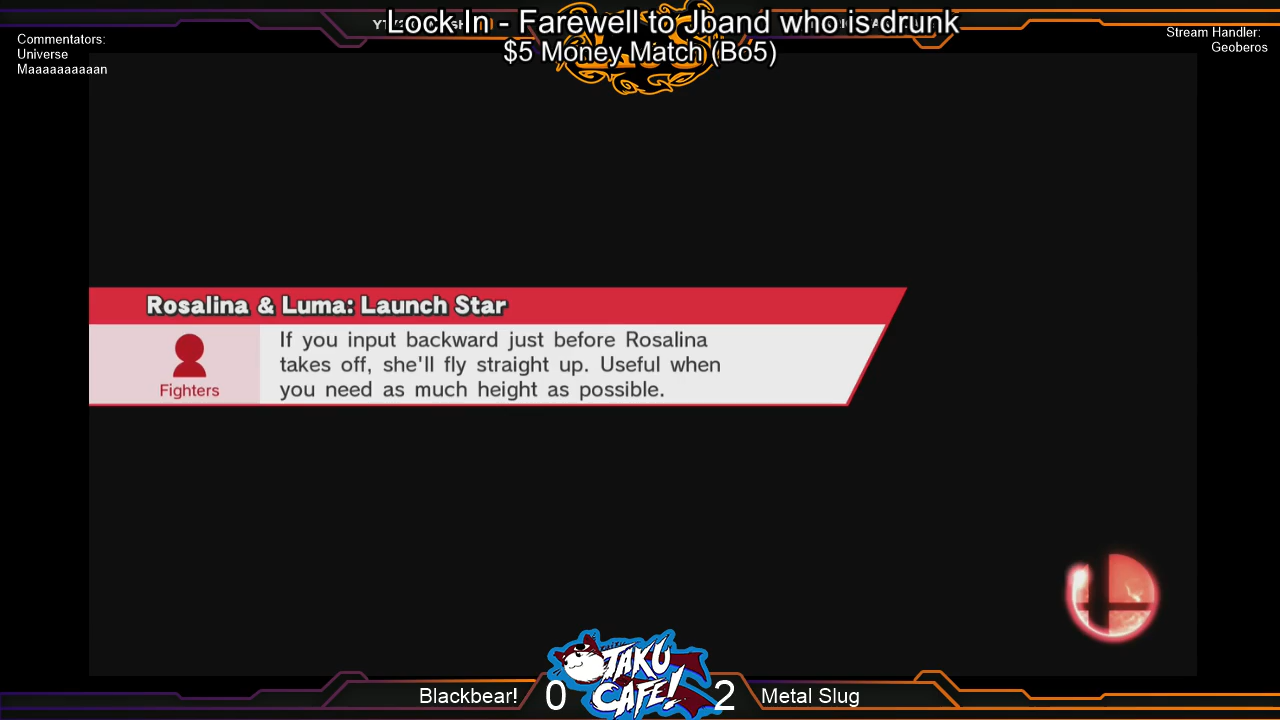 Lock In - Farewell to Jband who is drunk
$5 Money Match (Bo5)
Commentators:
Universe
Maaaaaaaaaan
Stream Handler:
Geoberos
Rosalina & Luma: Launch Star
Fighters
If you input backward just before Rosalina
takes off, she'll fly straight up. Useful when
you need as much height as possible.
Blackbear!
0
TAKU
CAFE!
2
Metal Slug